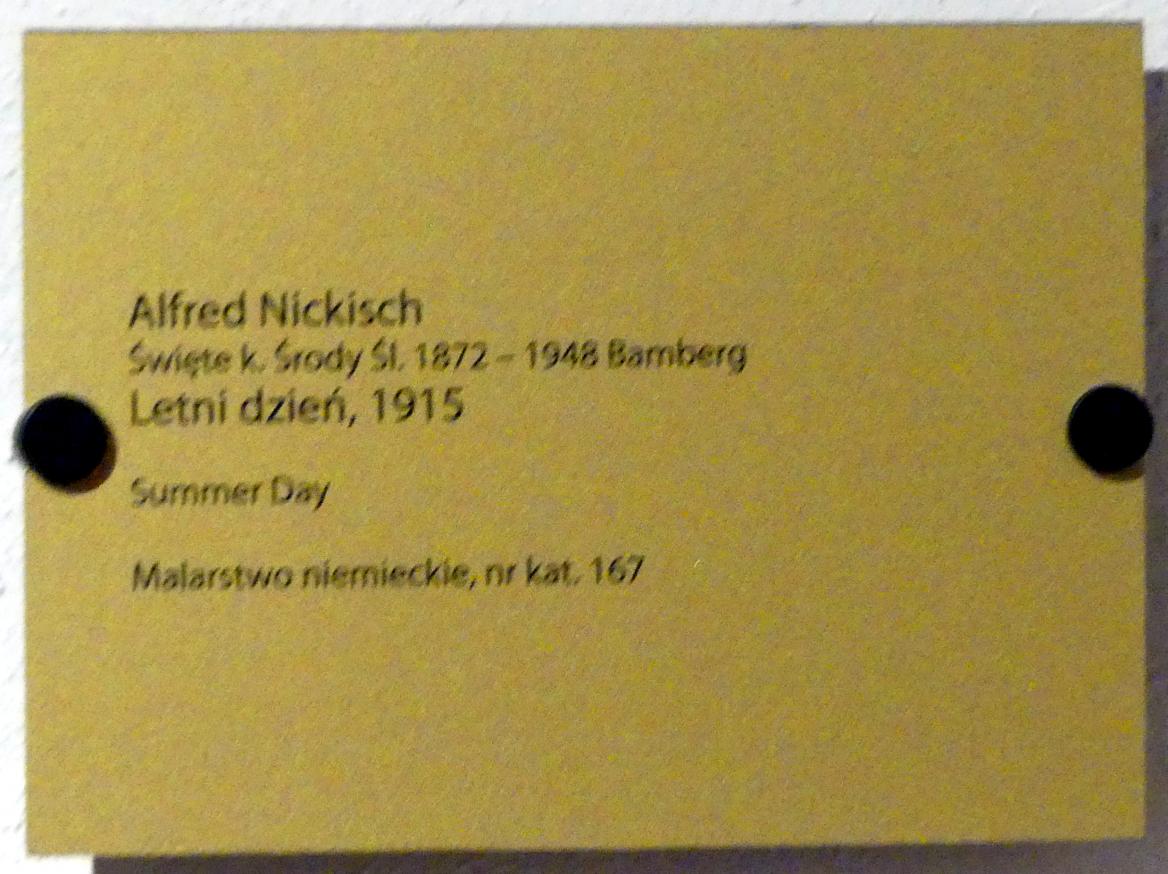 Alfred Nickisch
Święte k. Środy Śl. 1872 – 1948 Bamberg
Letni dzień, 1915
Summer Day
Malarstwo niemieckie, nr kat. 167